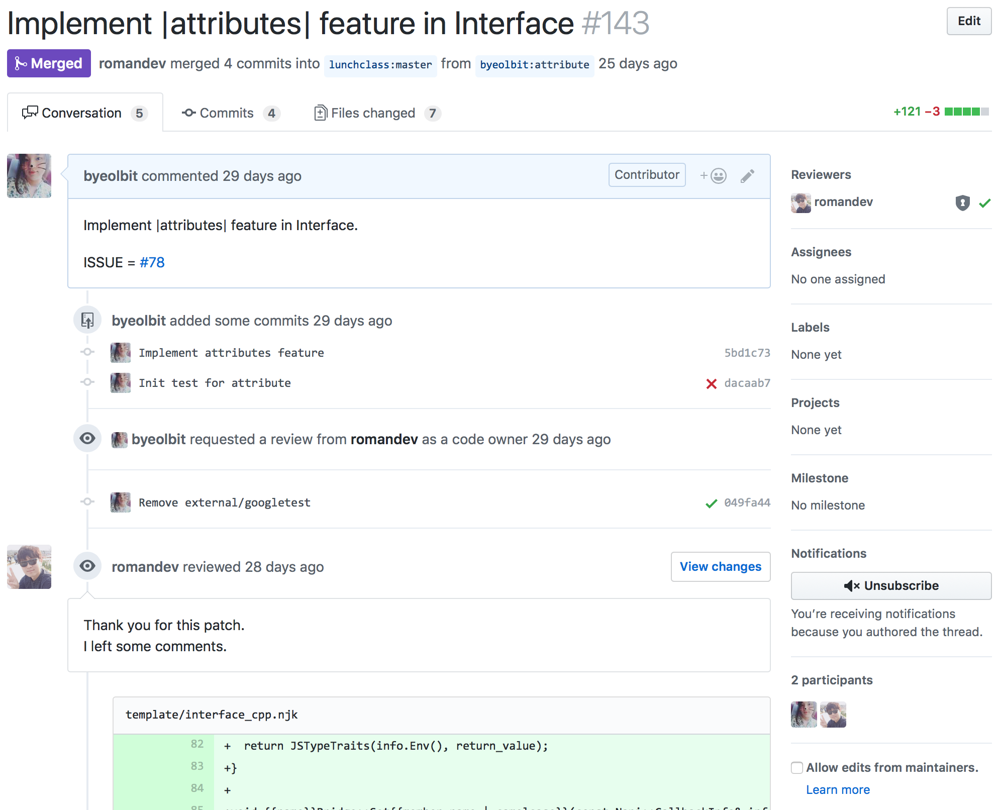 Implement |attributes| feature in Interface #143
Edit
Merged romandev merged 4 commits into lunchclass:master from byeolbit:attribute 25 days ago
Conversation 5 Commits 4 Files changed 7 +121 −3
byeolbit commented 29 days ago Contributor +
Implement |attributes| feature in Interface.
ISSUE = #78
byeolbit added some commits 29 days ago
Implement attributes feature 5bd1c73
Init test for attribute dacaab7
byeolbit requested a review from romandev as a code owner 29 days ago
Remove external/googletest 049fa44
romandev reviewed 28 days ago View changes
Thank you for this patch.
I left some comments.
template/interface_cpp.njk
82 + return JSTypeTraits(info.Env(), return_value);
83 +}
84 +
85
Reviewers
romandev
Assignees
No one assigned
Labels
None yet
Projects
None yet
Milestone
No milestone
Notifications
Unsubscribe
You’re receiving notifications
because you authored the thread.
2 participants
Allow edits from maintainers.
Learn more